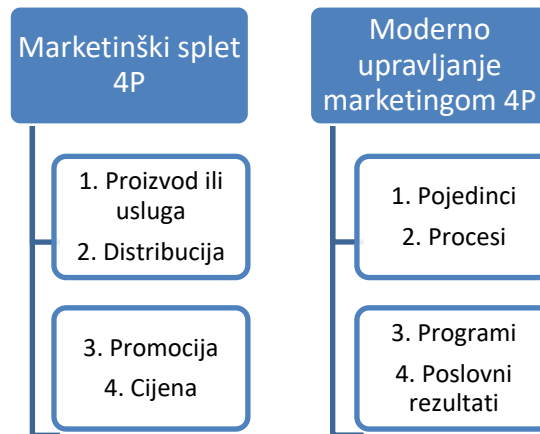 Marketinški splet
4P
1. Proizvod ili
usluga
2. Distribucija
3. Promocija
4. Cijena
Moderno
upravljanje
marketingom 4P
1. Pojedinci
2. Procesi
3. Programi
4. Poslovni
rezultati